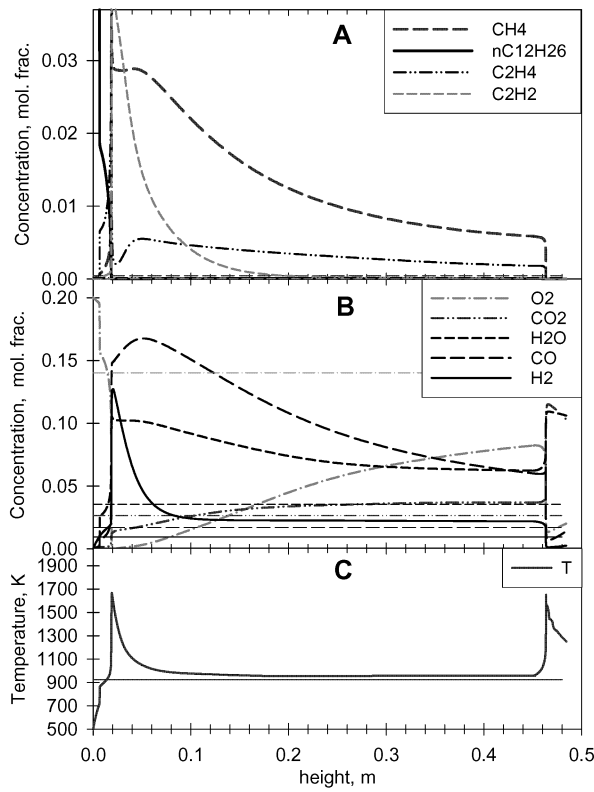 A
CH4
nC12H26
C2H4
C2H2
Concentration, mol. frac.
0.03
0.02
0.01
0.00
B
O2
CO2
H2O
CO
H2
Concentration, mol. frac.
0.20
0.15
0.10
0.05
0.00
C
T
Temperature, K
1900
1700
1500
1300
1100
900
700
500
0.0 0.1 0.2 0.3 0.4 0.5
height, m